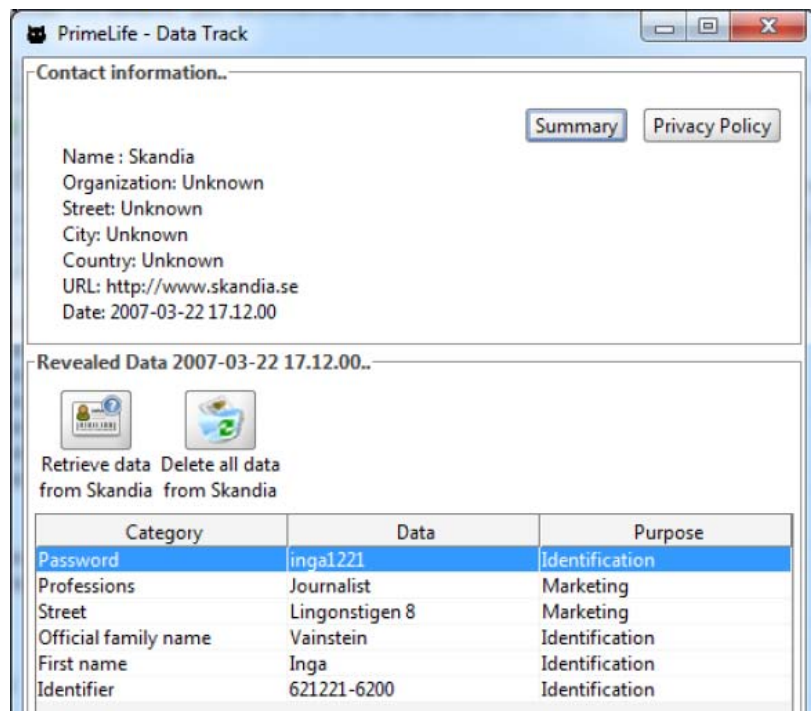 PrimeLife - Data Track
Contact information..
Summary Privacy Policy
Name : Skandia
Organization: Unknown
Street: Unknown
City: Unknown
Country: Unknown
URL: http://www.skandia.se
Date: 2007-03-22 17.12.00
Revealed Data 2007-03-22 17.12.00..
Retrieve data from Skandia
Delete all data from Skandia
Category Data Purpose
Password inga1221 Identification
Professions Journalist Marketing
Street Lingonstigen 8 Marketing
Official family name Vainstein Identification
First name Inga Identification
Identifier 621221-6200 Identification